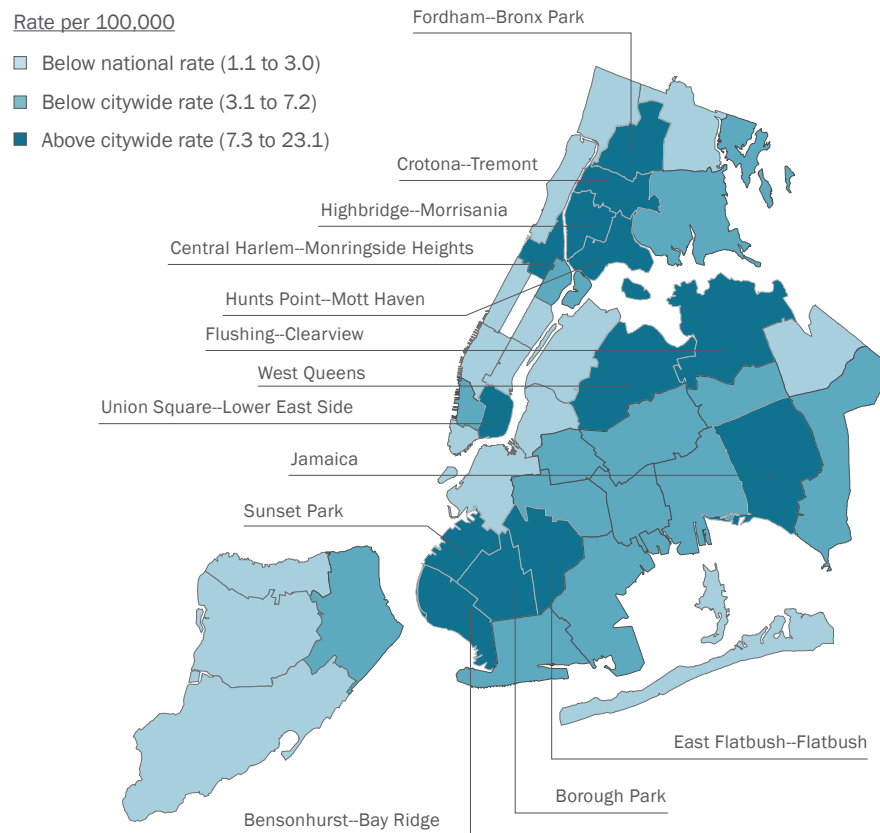 Fordham--Bronx Park
Rate per 100,000
Below national rate (1.1 to 3.0)
Below citywide rate (3.1 to 7.2)
Above citywide rate (7.3 to 23.1)
Crotona--Tremont
Highbridge--Morrisania
Central Harlem--Monringside Heights
Hunts Point--Mott Haven
Flushing--Clearview
West Queens
Union Square--Lower East Side
Jamaica
Sunset Park
East Flatbush--Flatbush
Borough Park
Bensonhurst--Bay Ridge